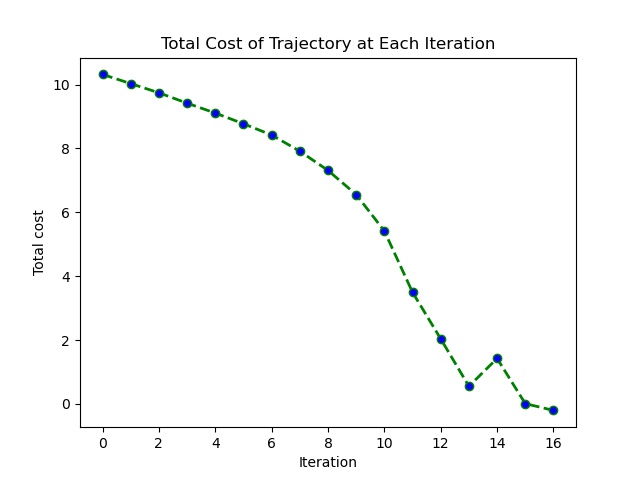 Total Cost of Trajectory at Each Iteration
Total cost
10
8
6
4
2
0
0 2 4 6 8 10 12 14 16
Iteration